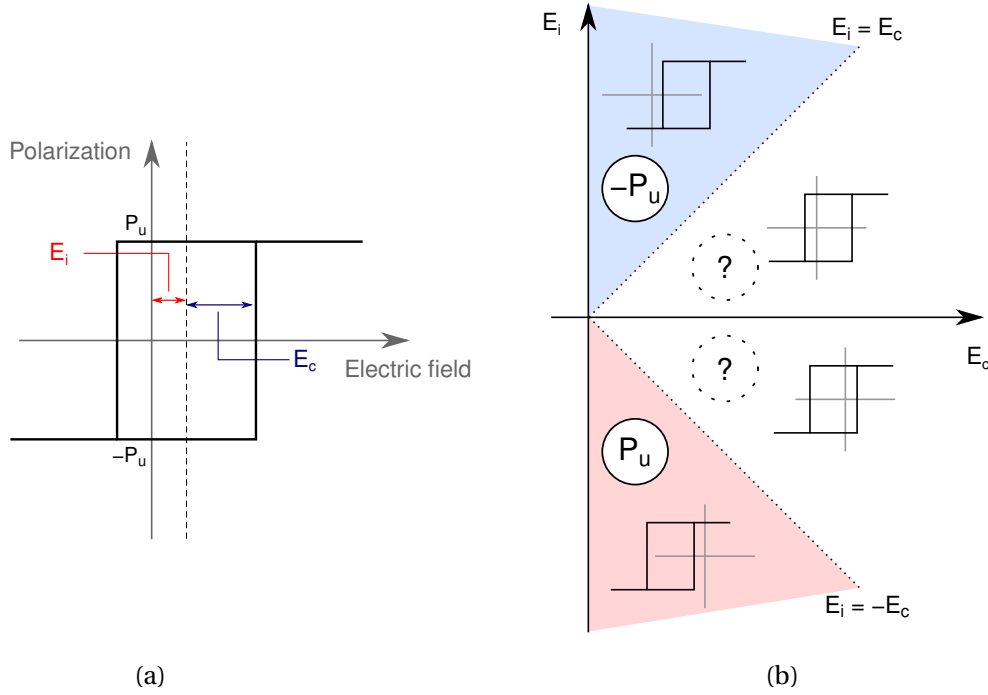 Polarization
P_u
E_i
E_c
Electric field
−P_u
(a)
E_i
E_i = E_c
−P_u
?
E_c
?
P_u
E_i = −E_c
(b)